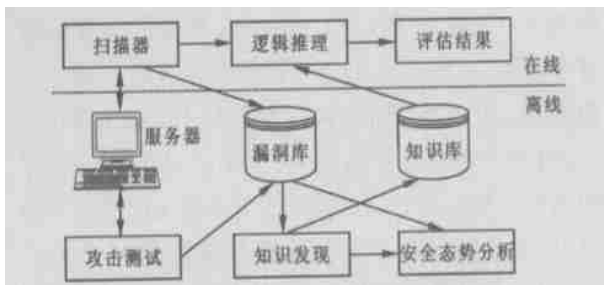 扫描器
逻辑推理
评估结果
在线
离线
服务器
漏洞库
知识库
攻击测试
知识发现
安全态势分析